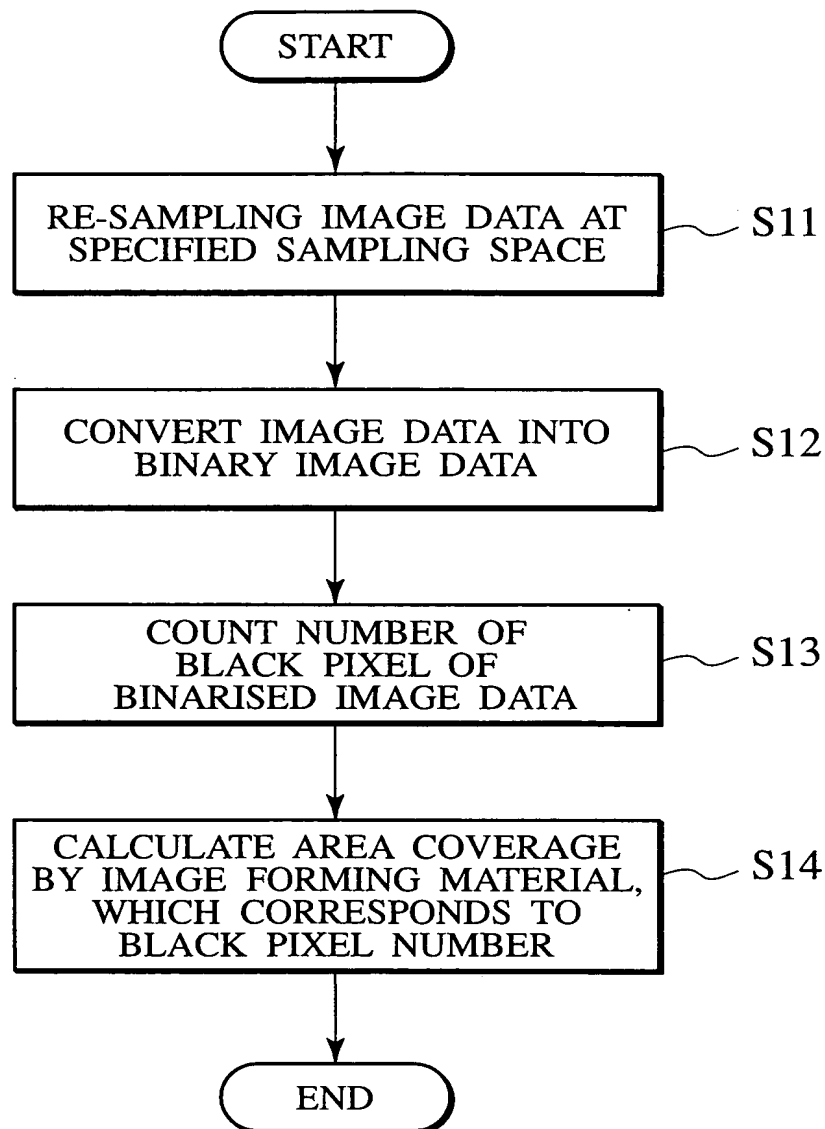 START
RE-SAMPLING IMAGE DATA AT
SPECIFIED SAMPLING SPACE
S11
CONVERT IMAGE DATA INTO
BINARY IMAGE DATA
S12
COUNT NUMBER OF
BLACK PIXEL OF
BINARISED IMAGE DATA
S13
CALCULATE AREA COVERAGE
BY IMAGE FORMING MATERIAL,
WHICH CORRESPONDS TO
BLACK PIXEL NUMBER
S14
END